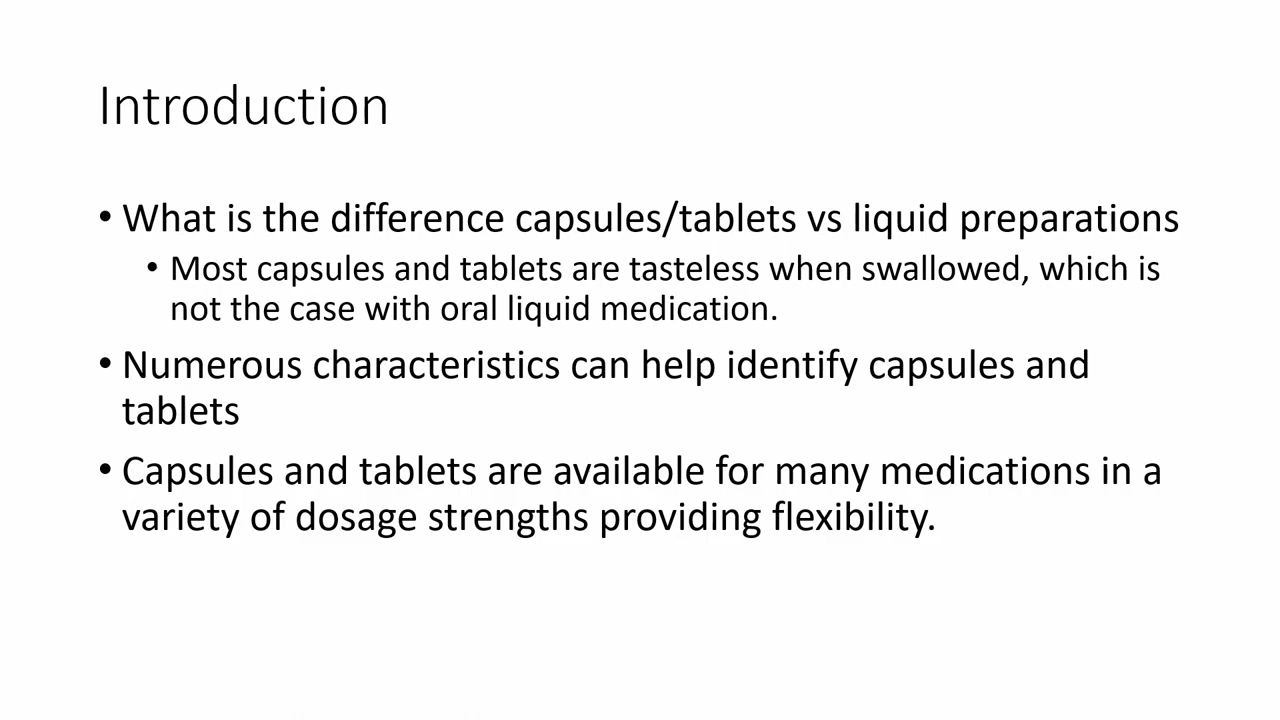 Introduction
• What is the difference capsules/tablets vs liquid preparations
• Most capsules and tablets are tasteless when swallowed, which is
not the case with oral liquid medication.
• Numerous characteristics can help identify capsules and
tablets
• Capsules and tablets are available for many medications in a
variety of dosage strengths providing flexibility.